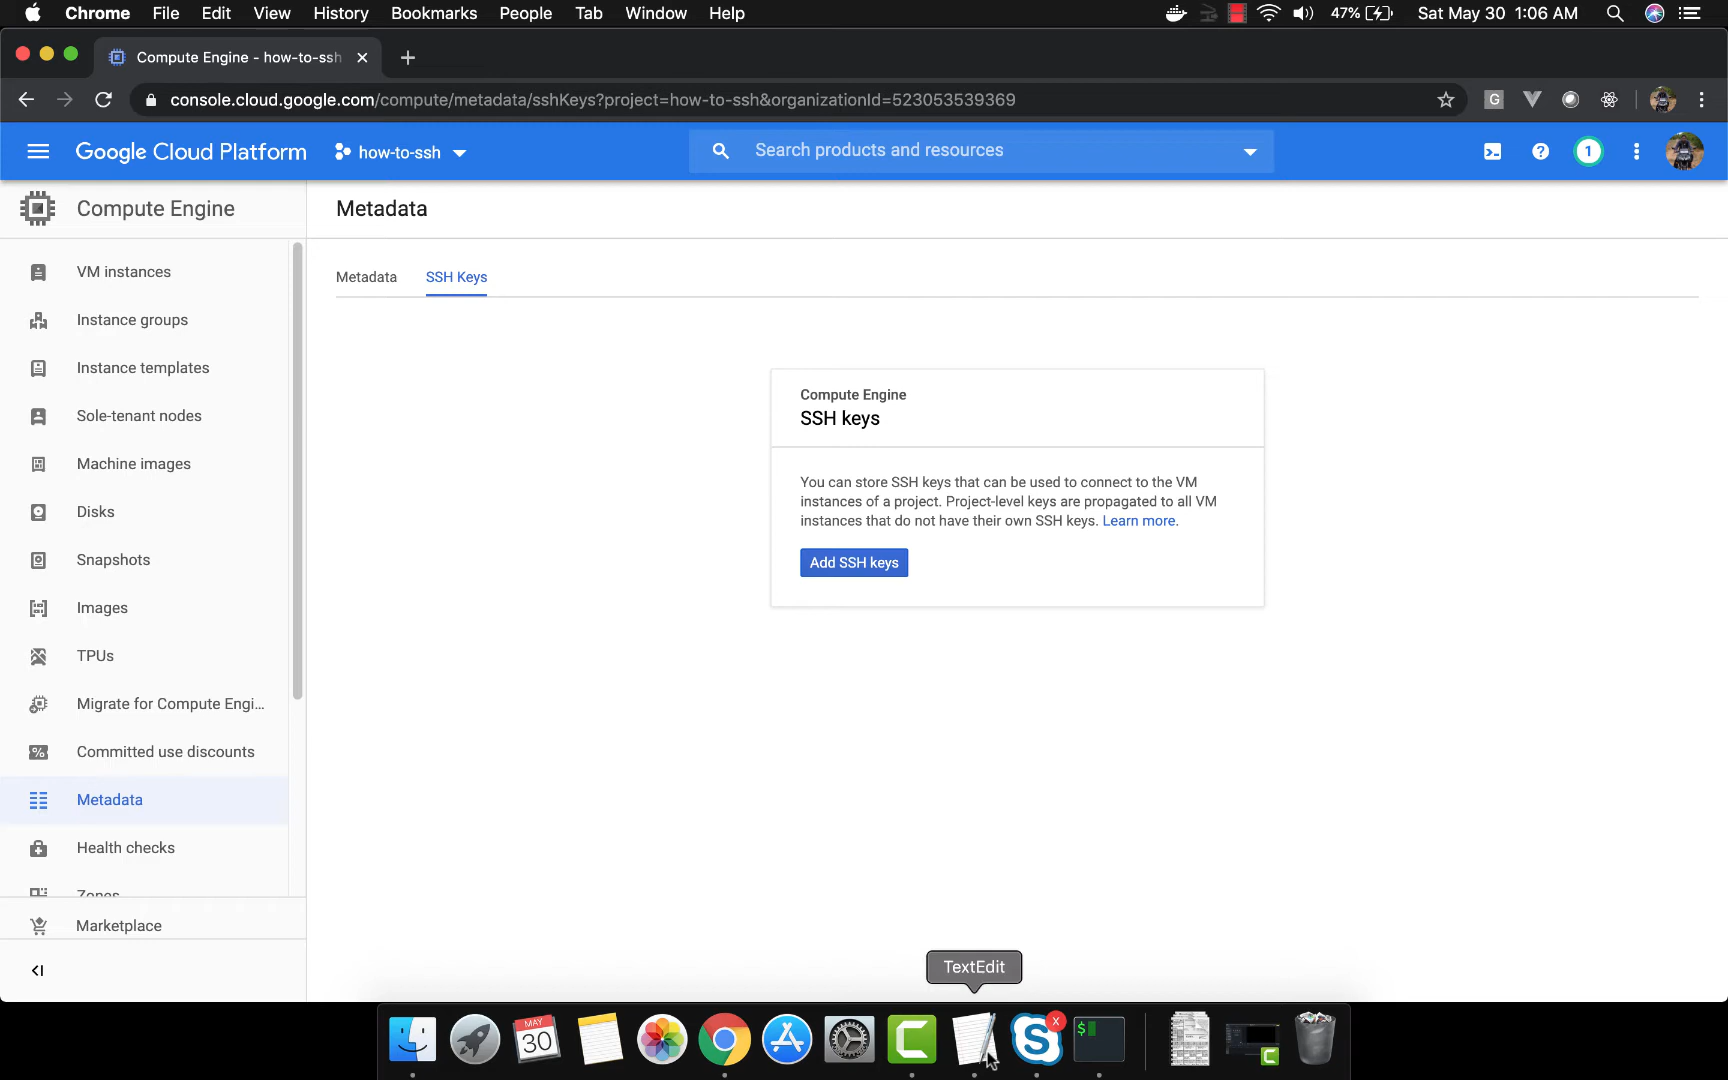 Chrome File Edit View History Bookmarks People Tab Window Help 47% Sat May 30 1:06 AM
Compute Engine - how-to-ssh
console.cloud.google.com/compute/metadata/sshKeys?project=how-to-ssh&organizationId=523053539369
G
Google Cloud Platform how-to-ssh Search products and resources 1
Compute Engine
Metadata
VM instances
Instance groups
Instance templates
Sole-tenant nodes
Machine images
Disks
Snapshots
Images
TPUs
Migrate for Compute Engi...
Committed use discounts
Metadata
Health checks
Zones
Marketplace
Metadata SSH Keys
Compute Engine
SSH keys
You can store SSH keys that can be used to connect to the VM
instances of a project. Project-level keys are propagated to all VM
instances that do not have their own SSH keys. Learn more.
Add SSH keys
TextEdit
MAY
30